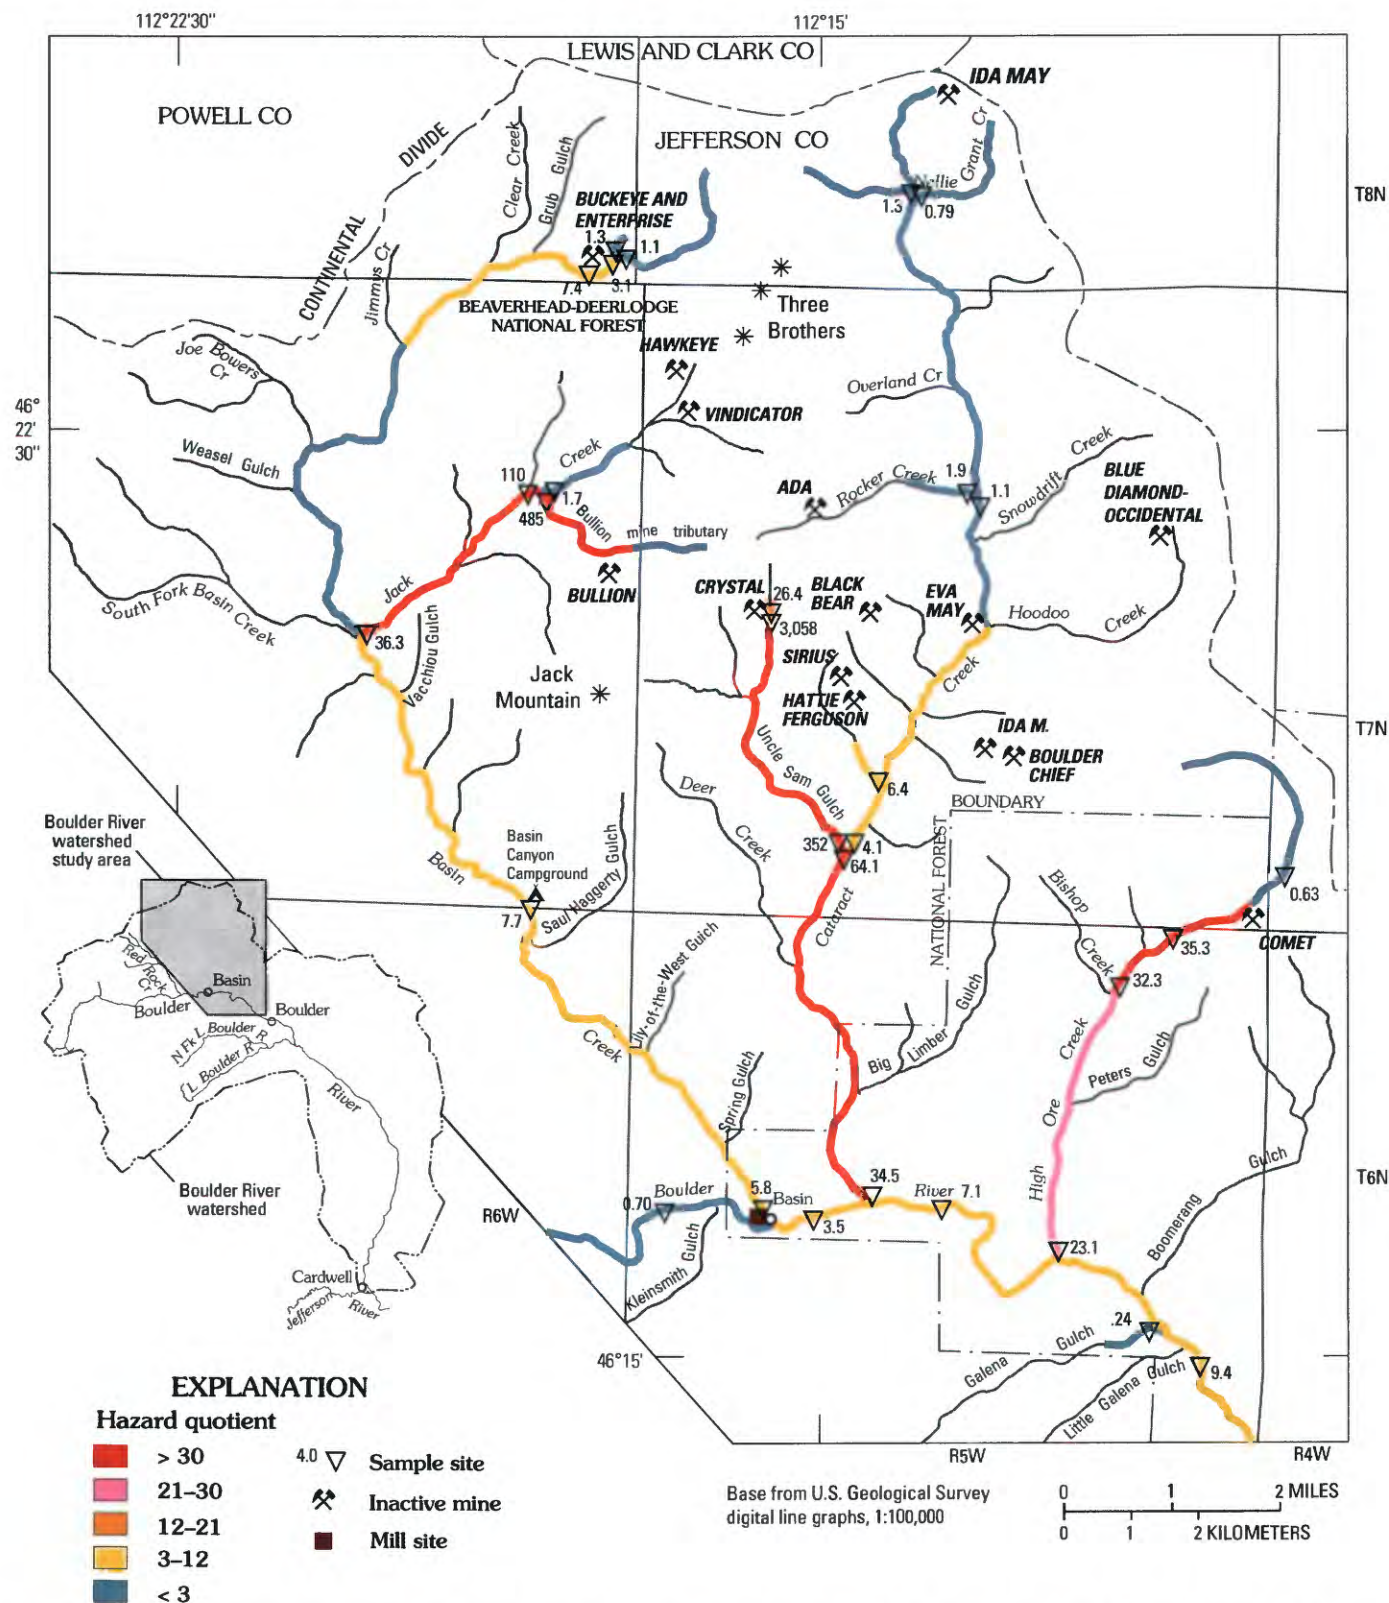 112°22'30"
112°15'
LEWIS AND CLARK CO
IDA MAY
POWELL CO
JEFFERSON CO
CONTINENTAL
DIVIDE
Clear Creek
Grub Gulch
Grant Cr
T8N
1.3
0.79
BUCKEYE AND
ENTERPRISE
1.3
1.1
7.4
3.1
Jimmys Cr
BEAVERHEAD-DEERLODGE
NATIONAL FOREST
Three
Brothers
Joe Bowers
Cr
HAWKEYE
Overland Cr
46°
22'
30"
VINDICATOR
Weasel Gulch
Creek
110
1.7
485
Bullion
mine tributary
ADA
Rocker Creek
1.9
1.1
Snowdrift Creek
BLUE
DIAMOND-
OCCIDENTAL
BULLION
Jack
South Fork Basin Creek
36.3
Vacchiou Gulch
CRYSTAL
26.4
3,058
BLACK
BEAR
EVA
MAY
Hoodoo
Creek
SIRIUS
Creek
Jack
Mountain
HATTIE
FERGUSON
IDA M.
BOULDER
CHIEF
T7N
Uncle Sam Gulch
6.4
Deer
Creek
BOUNDARY
NATIONAL FOREST
352
4.1
64.1
Boulder River
watershed
study area
Basin
Canyon
Campground
Basin
Saul Haggerty Gulch
7.7
Cataract
Bishop
Creek
0.63
COMET
35.3
32.3
Red Rock
Cr
Basin
Boulder
Boulder
N Fk L Boulder R
L Boulder R
River
Lily-of-the-West Gulch
Creek
Big
Limber
Gulch
Creek
Ore
High
Peters Gulch
Spring Gulch
Boulder River
watershed
R6W
0.70
Boulder
5.8
Basin
34.5
River
7.1
3.5
Boomerang
Gulch
T6N
Kleinsmith Gulch
23.1
Cardwell
Jefferson
River
.24
Galena
Gulch
Little Galena Gulch
9.4
46°15'
R5W
R4W
EXPLANATION
Hazard quotient
> 30
21–30
12–21
3–12
< 3
4.0
Sample site
Inactive mine
Mill site
Base from U.S. Geological Survey
digital line graphs, 1:100,000
0 1 2 MILES
0 1 2 KILOMETERS